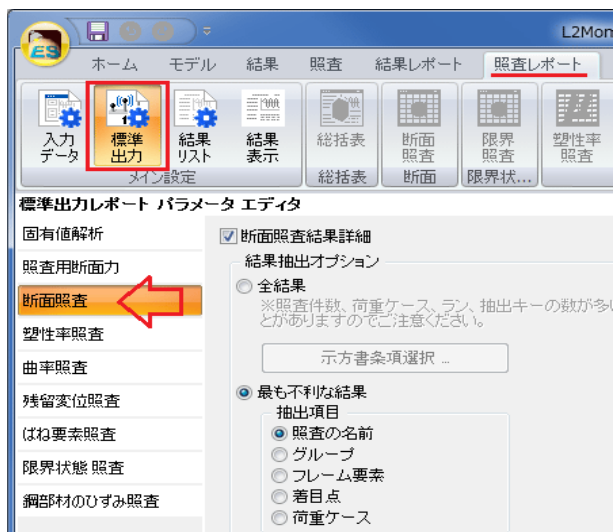 ES
L2Mom
ホーム モデル 結果 照査 結果レポート 照査レポート
入力
データ
標準
出力
結果
リスト
結果
表示
総括表
断面
照査
限界
照査
塑性率
照査
メイン設定 総括表 断面 限界状...
標準出力レポート パラメータ エディタ
固有値解析
照査用断面力
断面照査
塑性率照査
曲率照査
残留変位照査
ばね要素照査
限界状態 照査
鋼部材のひずみ照査
断面照査結果詳細
結果抽出オプション
全結果
※照査件数、荷重ケース、ラン、抽出キーの数が多い
とがありますのでご注意ください。
示方書条項選択 ...
最も不利な結果
抽出項目
照査の名前
グループ
フレーム要素
着目点
荷重ケース